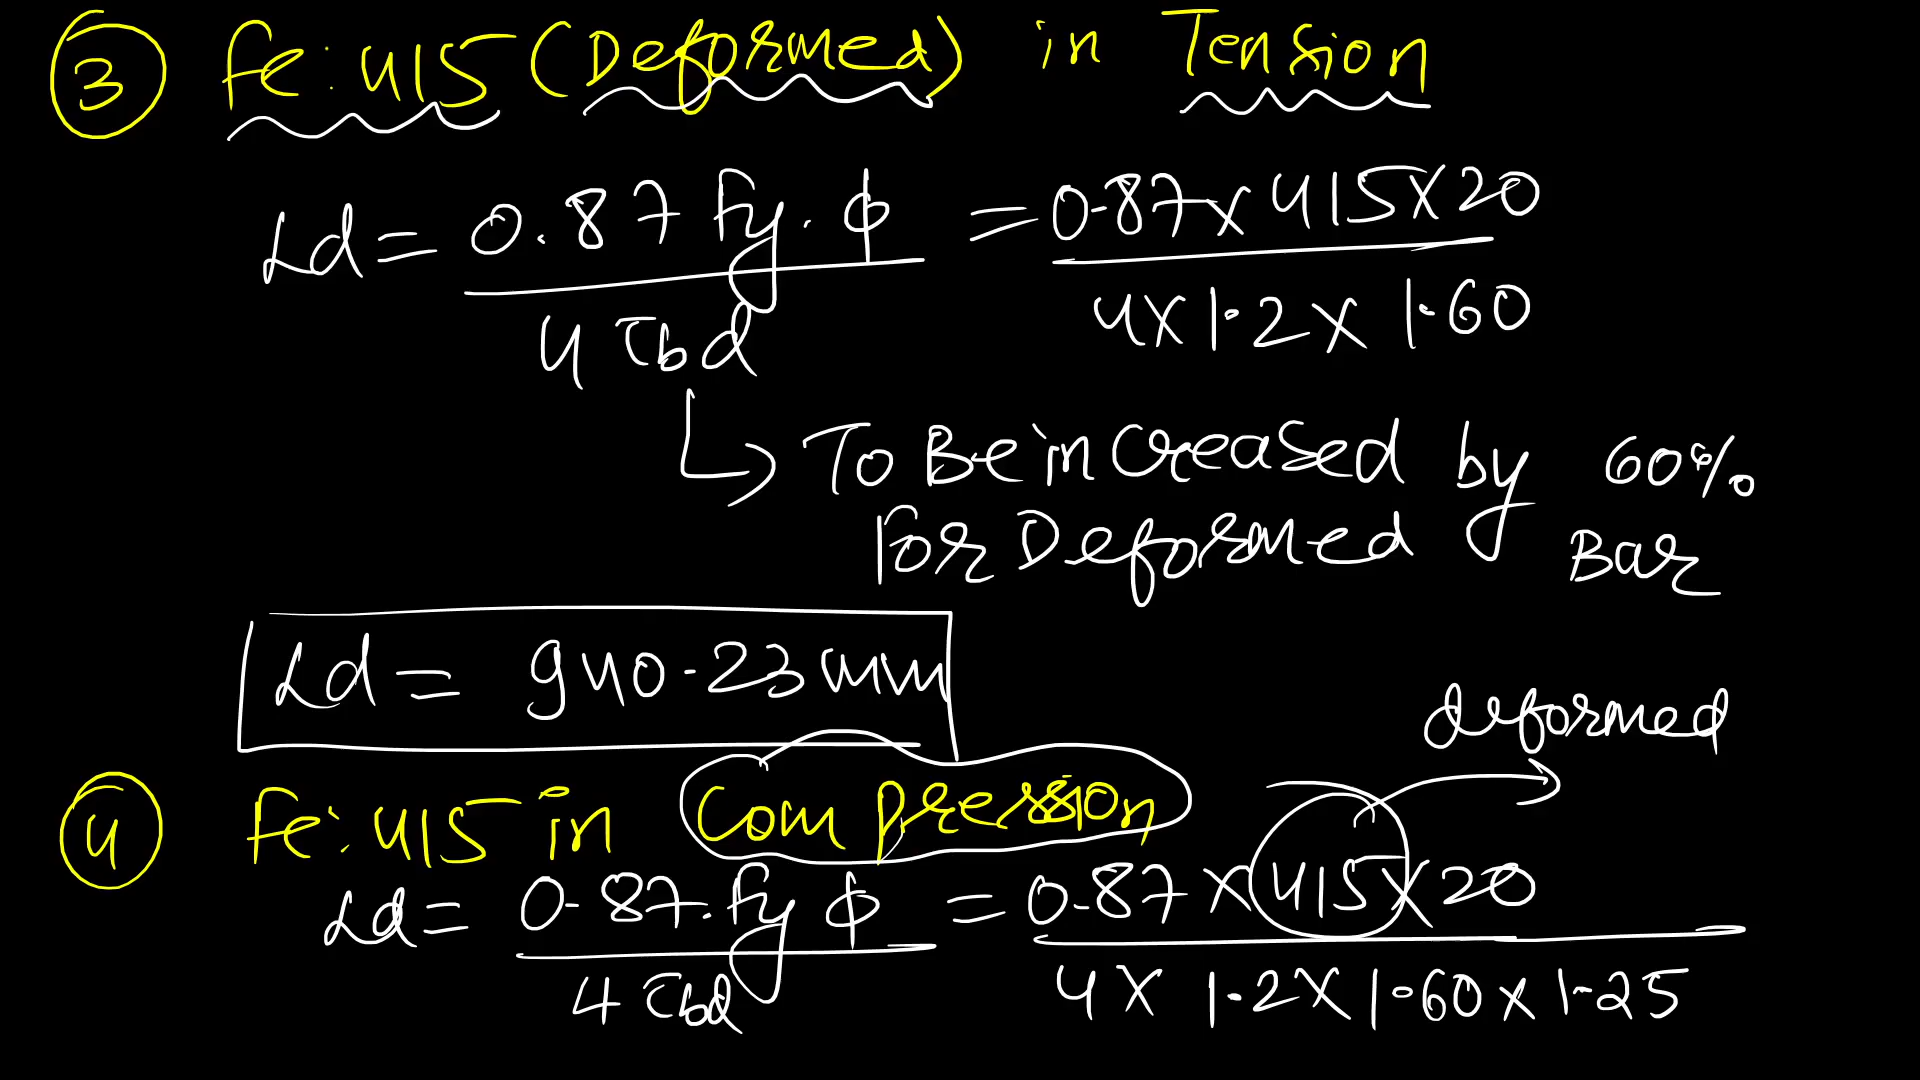 3 Fe:415 (Deformed) in Tension
Ld = 0.87 fy. ϕ / 4 τbd = 0.87 x 415 x 20 / 4 x 1.2 x 1.60
To Be increased by 60%
For Deformed Bar
Ld = 940.23 mm
deformed
4 Fe: 415 in Compression
Ld = 0.87. fy ϕ / 4 τbd = 0.87 x 415 x 20 / 4 x 1.2 x 1.60 x 1.25